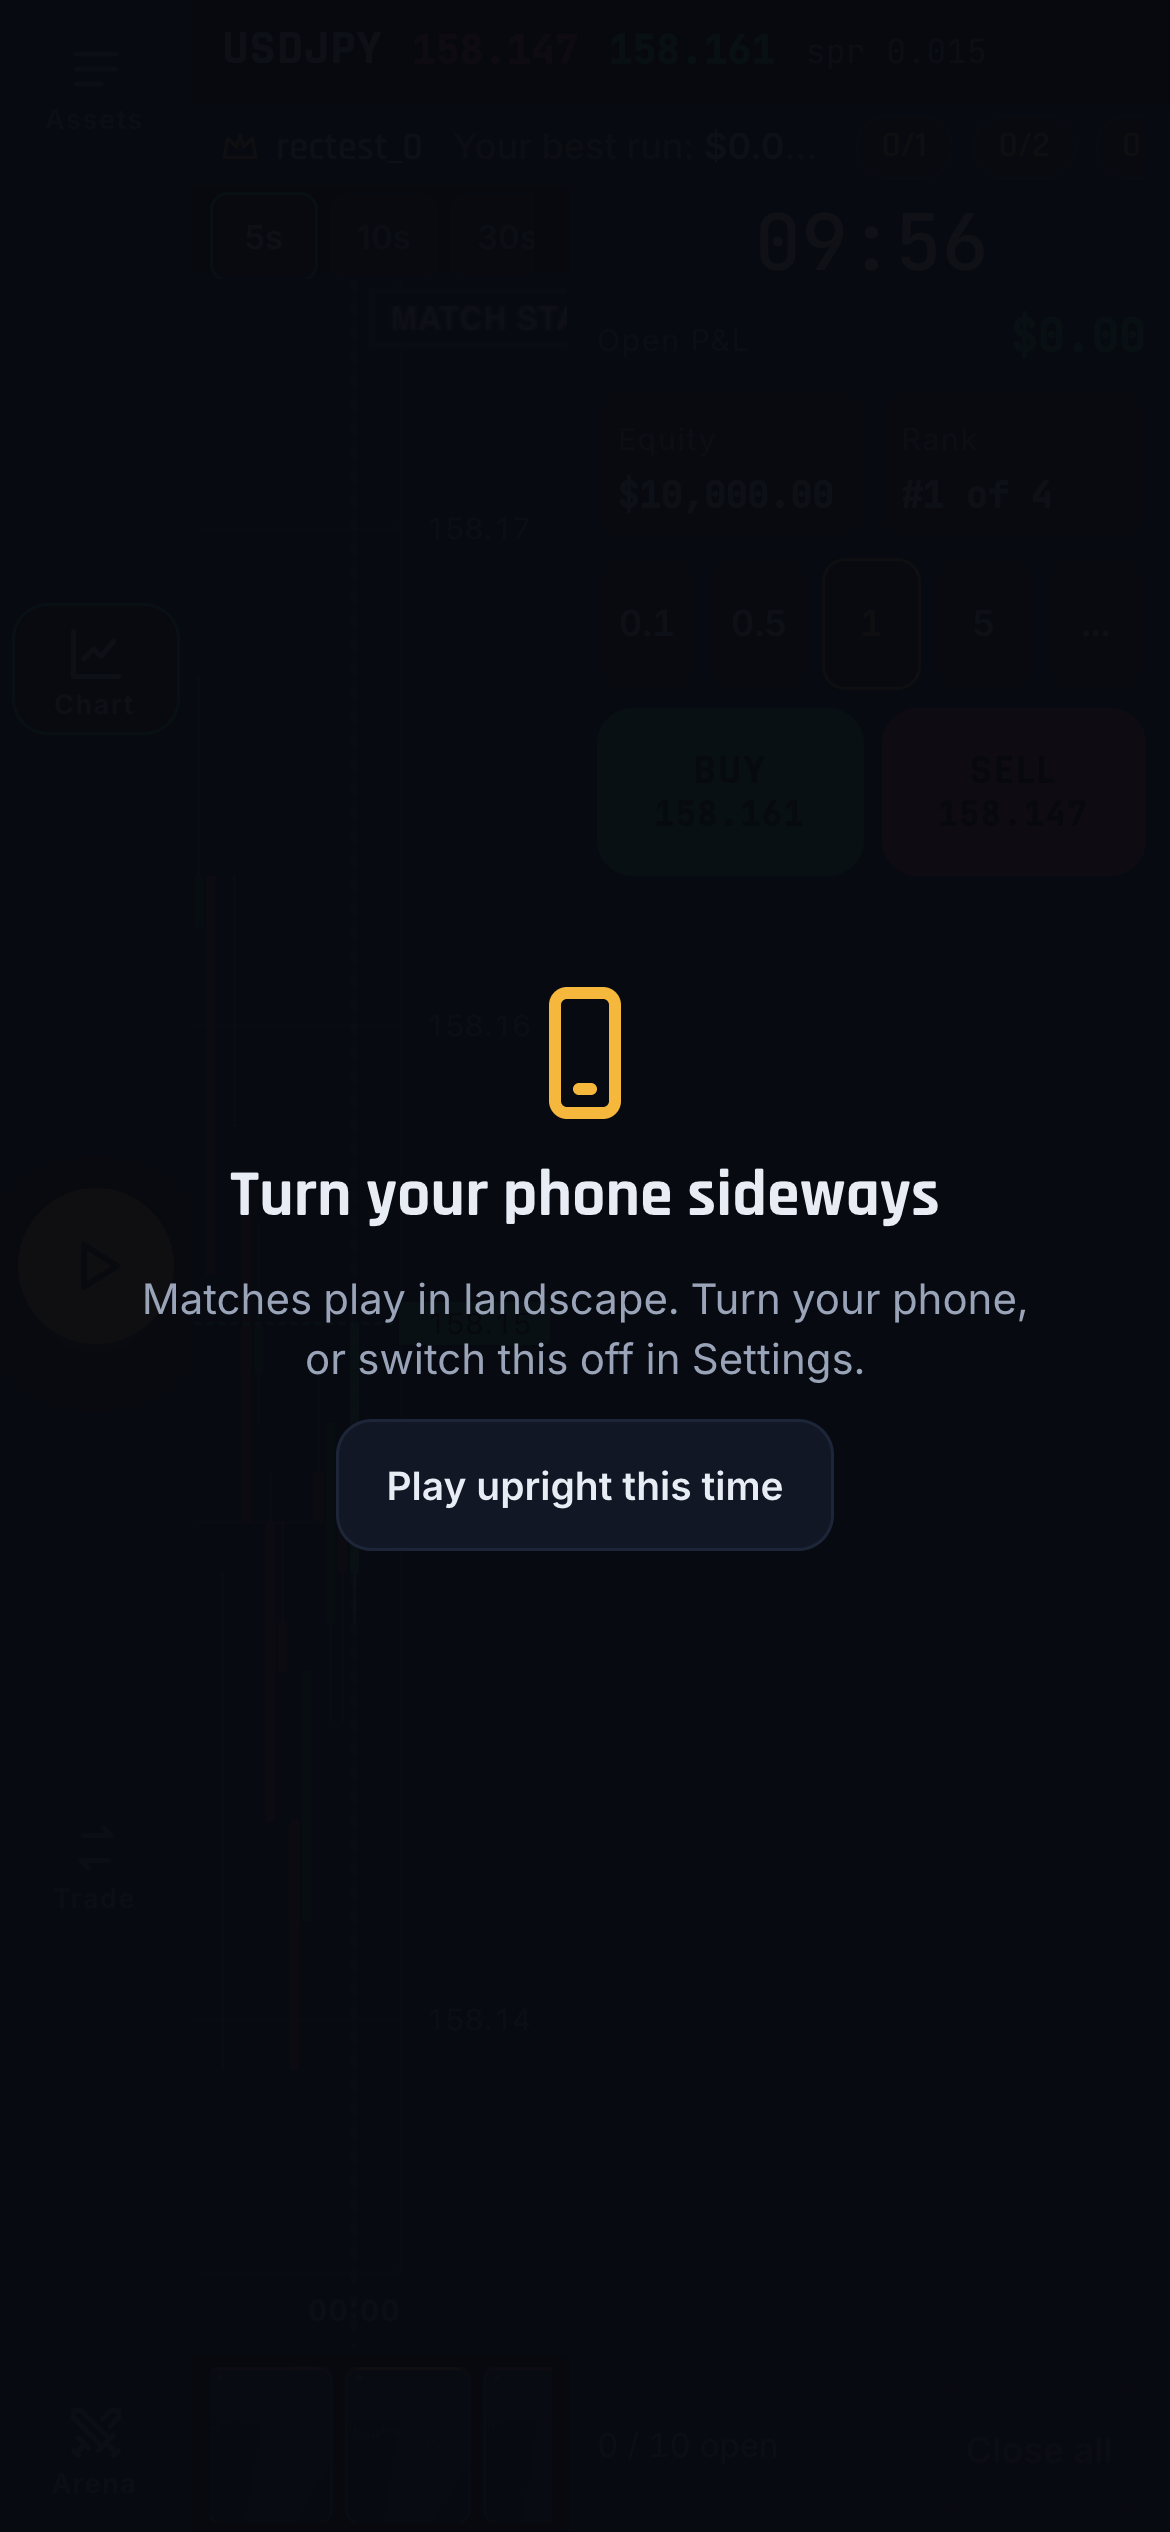 USDJPY 158.147 158.161 spr 0.015
Assets
rectest_0 Your best run: $0.0... 0/1 0/2 0
5s 10s 30s
09:56
MATCH STA
Open P&L $0.00
Equity Rank
$10,000.00 #1 of 4
158.17
0.1 0.5 1 5 ...
Chart
BUY SELL
158.161 158.147
158.16
Turn your phone sideways
Matches play in landscape. Turn your phone,
158.15
or switch this off in Settings.
Play upright this time
Trade
158.14
00:00
0 / 10 open Close all
Arena